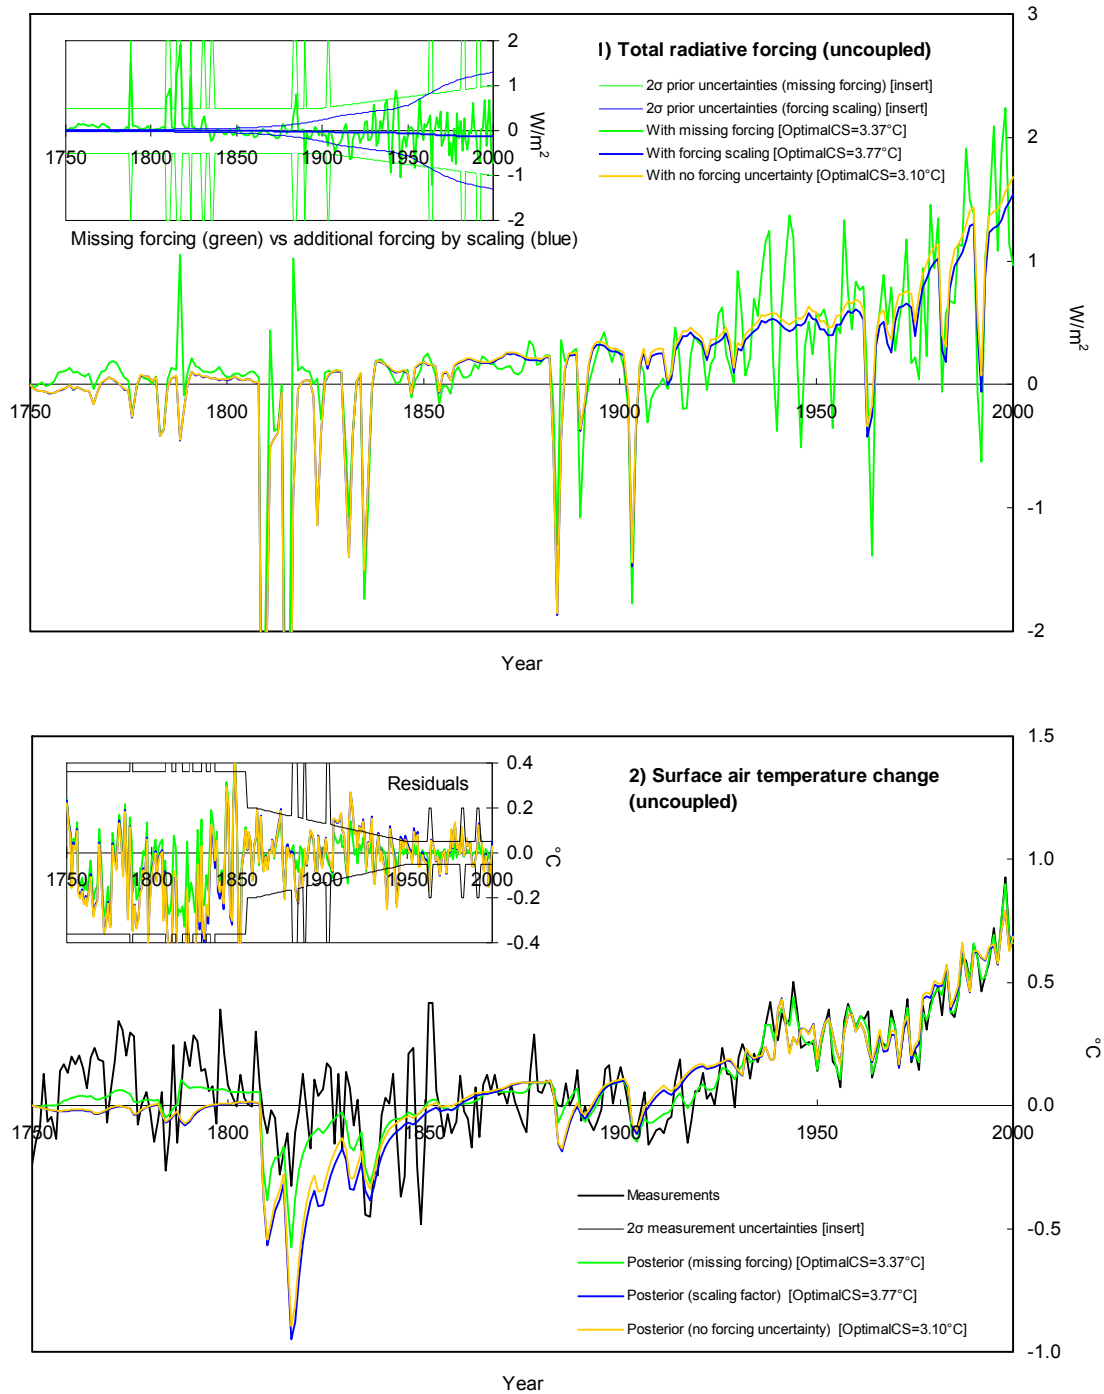 3
2
1
0
-1
-2
W/m²
1) Total radiative forcing (uncoupled)
2σ prior uncertainties (missing forcing) [insert]
2σ prior uncertainties (forcing scaling) [insert]
With missing forcing [OptimalCS=3.37°C]
With forcing scaling [OptimalCS=3.77°C]
With no forcing uncertainty [OptimalCS=3.10°C]
2
1
0
-1
-2
W/m²
1750 1800 1850 1900 1950 2000
Missing forcing (green) vs additional forcing by scaling (blue)
1750 1800 1850 1900 1950 2000
Year
1.5
1.0
0.5
0.0
-0.5
-1.0
°C
2) Surface air temperature change
(uncoupled)
Residuals
0.4
0.2
0.0
-0.2
-0.4
°C
1750 1800 1850 1900 1950 2000
1750 1800 1850 1900 1950 2000
Measurements
2σ measurement uncertainties [insert]
Posterior (missing forcing) [OptimalCS=3.37°C]
Posterior (scaling factor) [OptimalCS=3.77°C]
Posterior (no forcing uncertainty) [OptimalCS=3.10°C]
Year